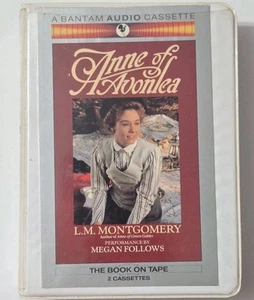 A BANTAM AUDIO CASSETTE
Anne of
Avonlea
L.M. MONTGOMERY
author of Anne of Green Gables
PERFORMANCE BY
MEGAN FOLLOWS
THE BOOK ON TAPE
2 CASSETTES